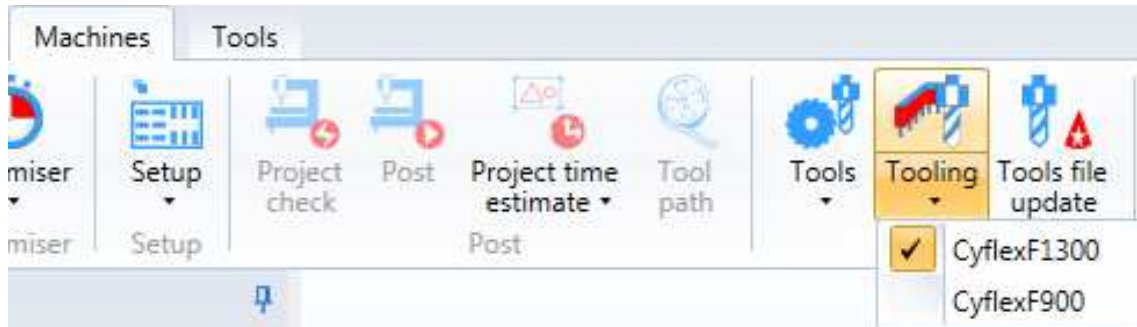 Machines Tools
miser Setup Project check Post Project time estimate Tool path Tools Tooling Tools file update
miser Setup Post
CyflexF1300
CyflexF900